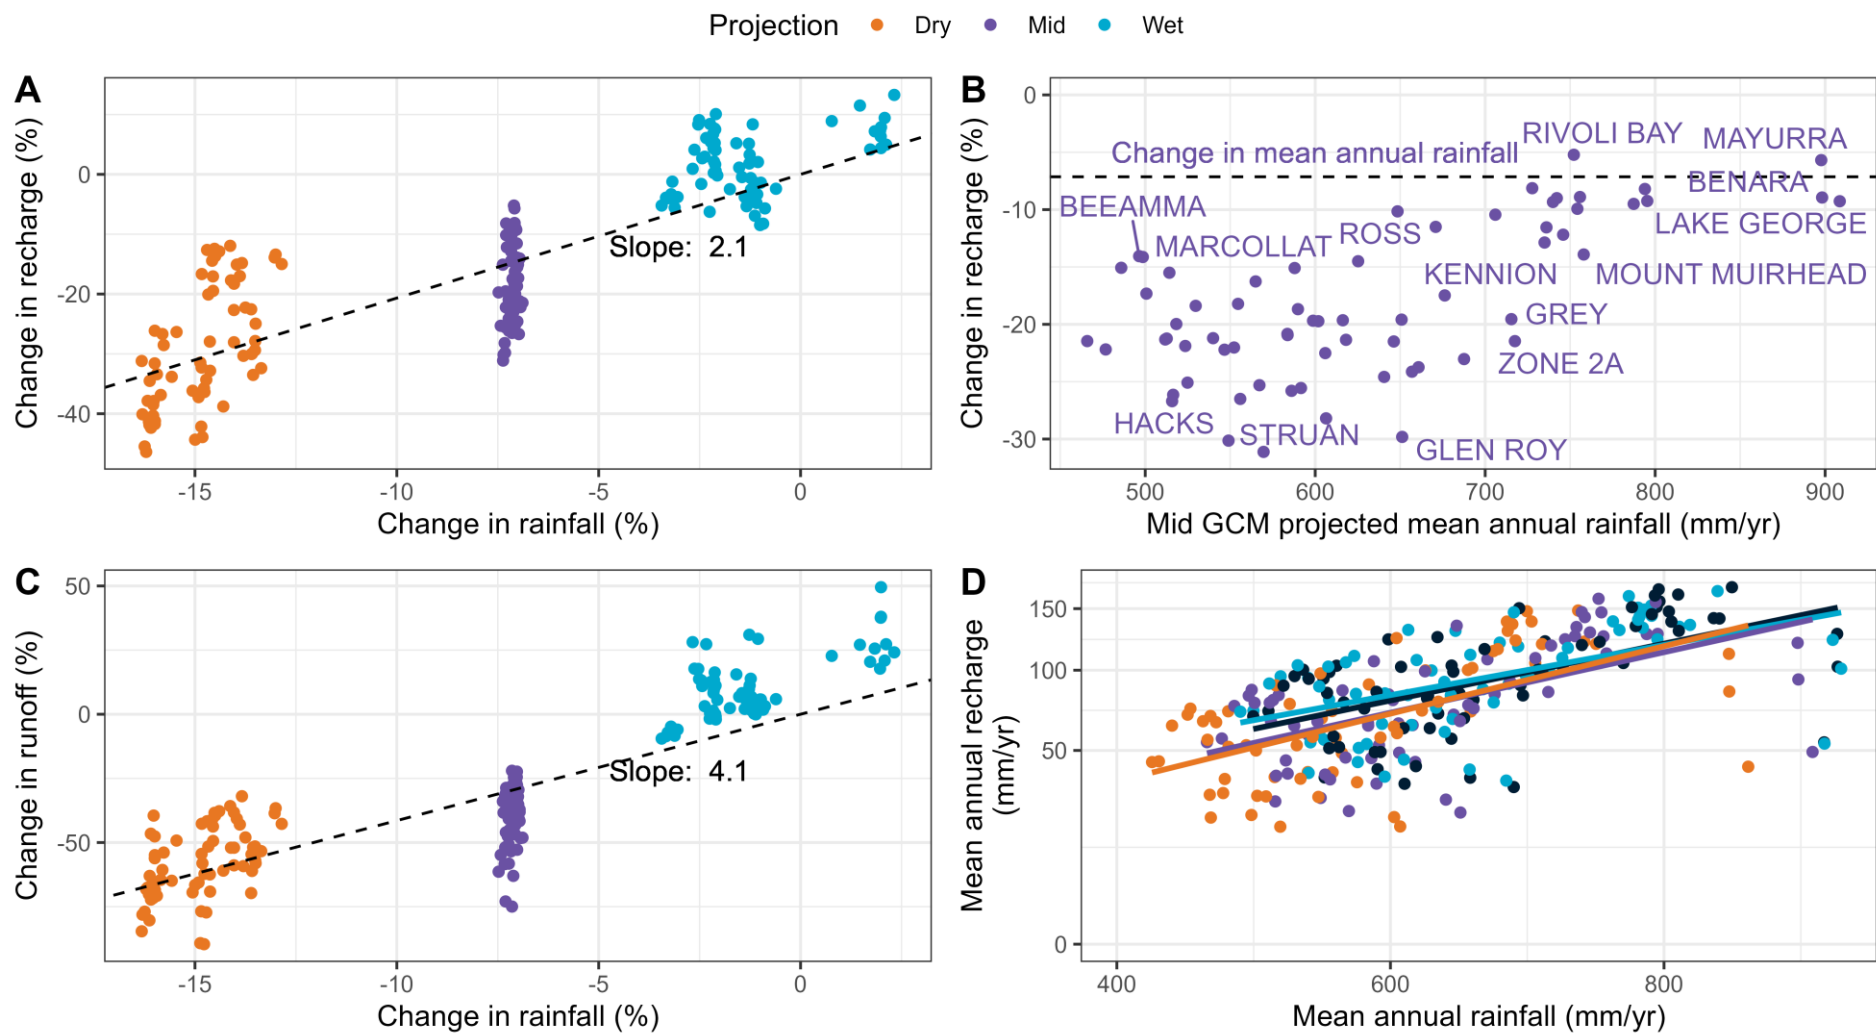 Projection Dry Mid Wet
A
Change in recharge (%)
0
-20
-40
Slope: 2.1
-15 -10 -5 0
Change in rainfall (%)
B
Change in recharge (%)
0
-10
-20
-30
RIVOLI BAY MAYURRA
Change in mean annual rainfall
BENARA
BEEAMMA
LAKE GEORGE
MARCOLLAT ROSS
KENNION MOUNT MUIRHEAD
GREY
ZONE 2A
HACKS STRUAN
GLEN ROY
500 600 700 800 900
Mid GCM projected mean annual rainfall (mm/yr)
C
Change in runoff (%)
50
0
-50
Slope: 4.1
-15 -10 -5 0
Change in rainfall (%)
D
Mean annual recharge
(mm/yr)
150
100
50
0
400 600 800
Mean annual rainfall (mm/yr)